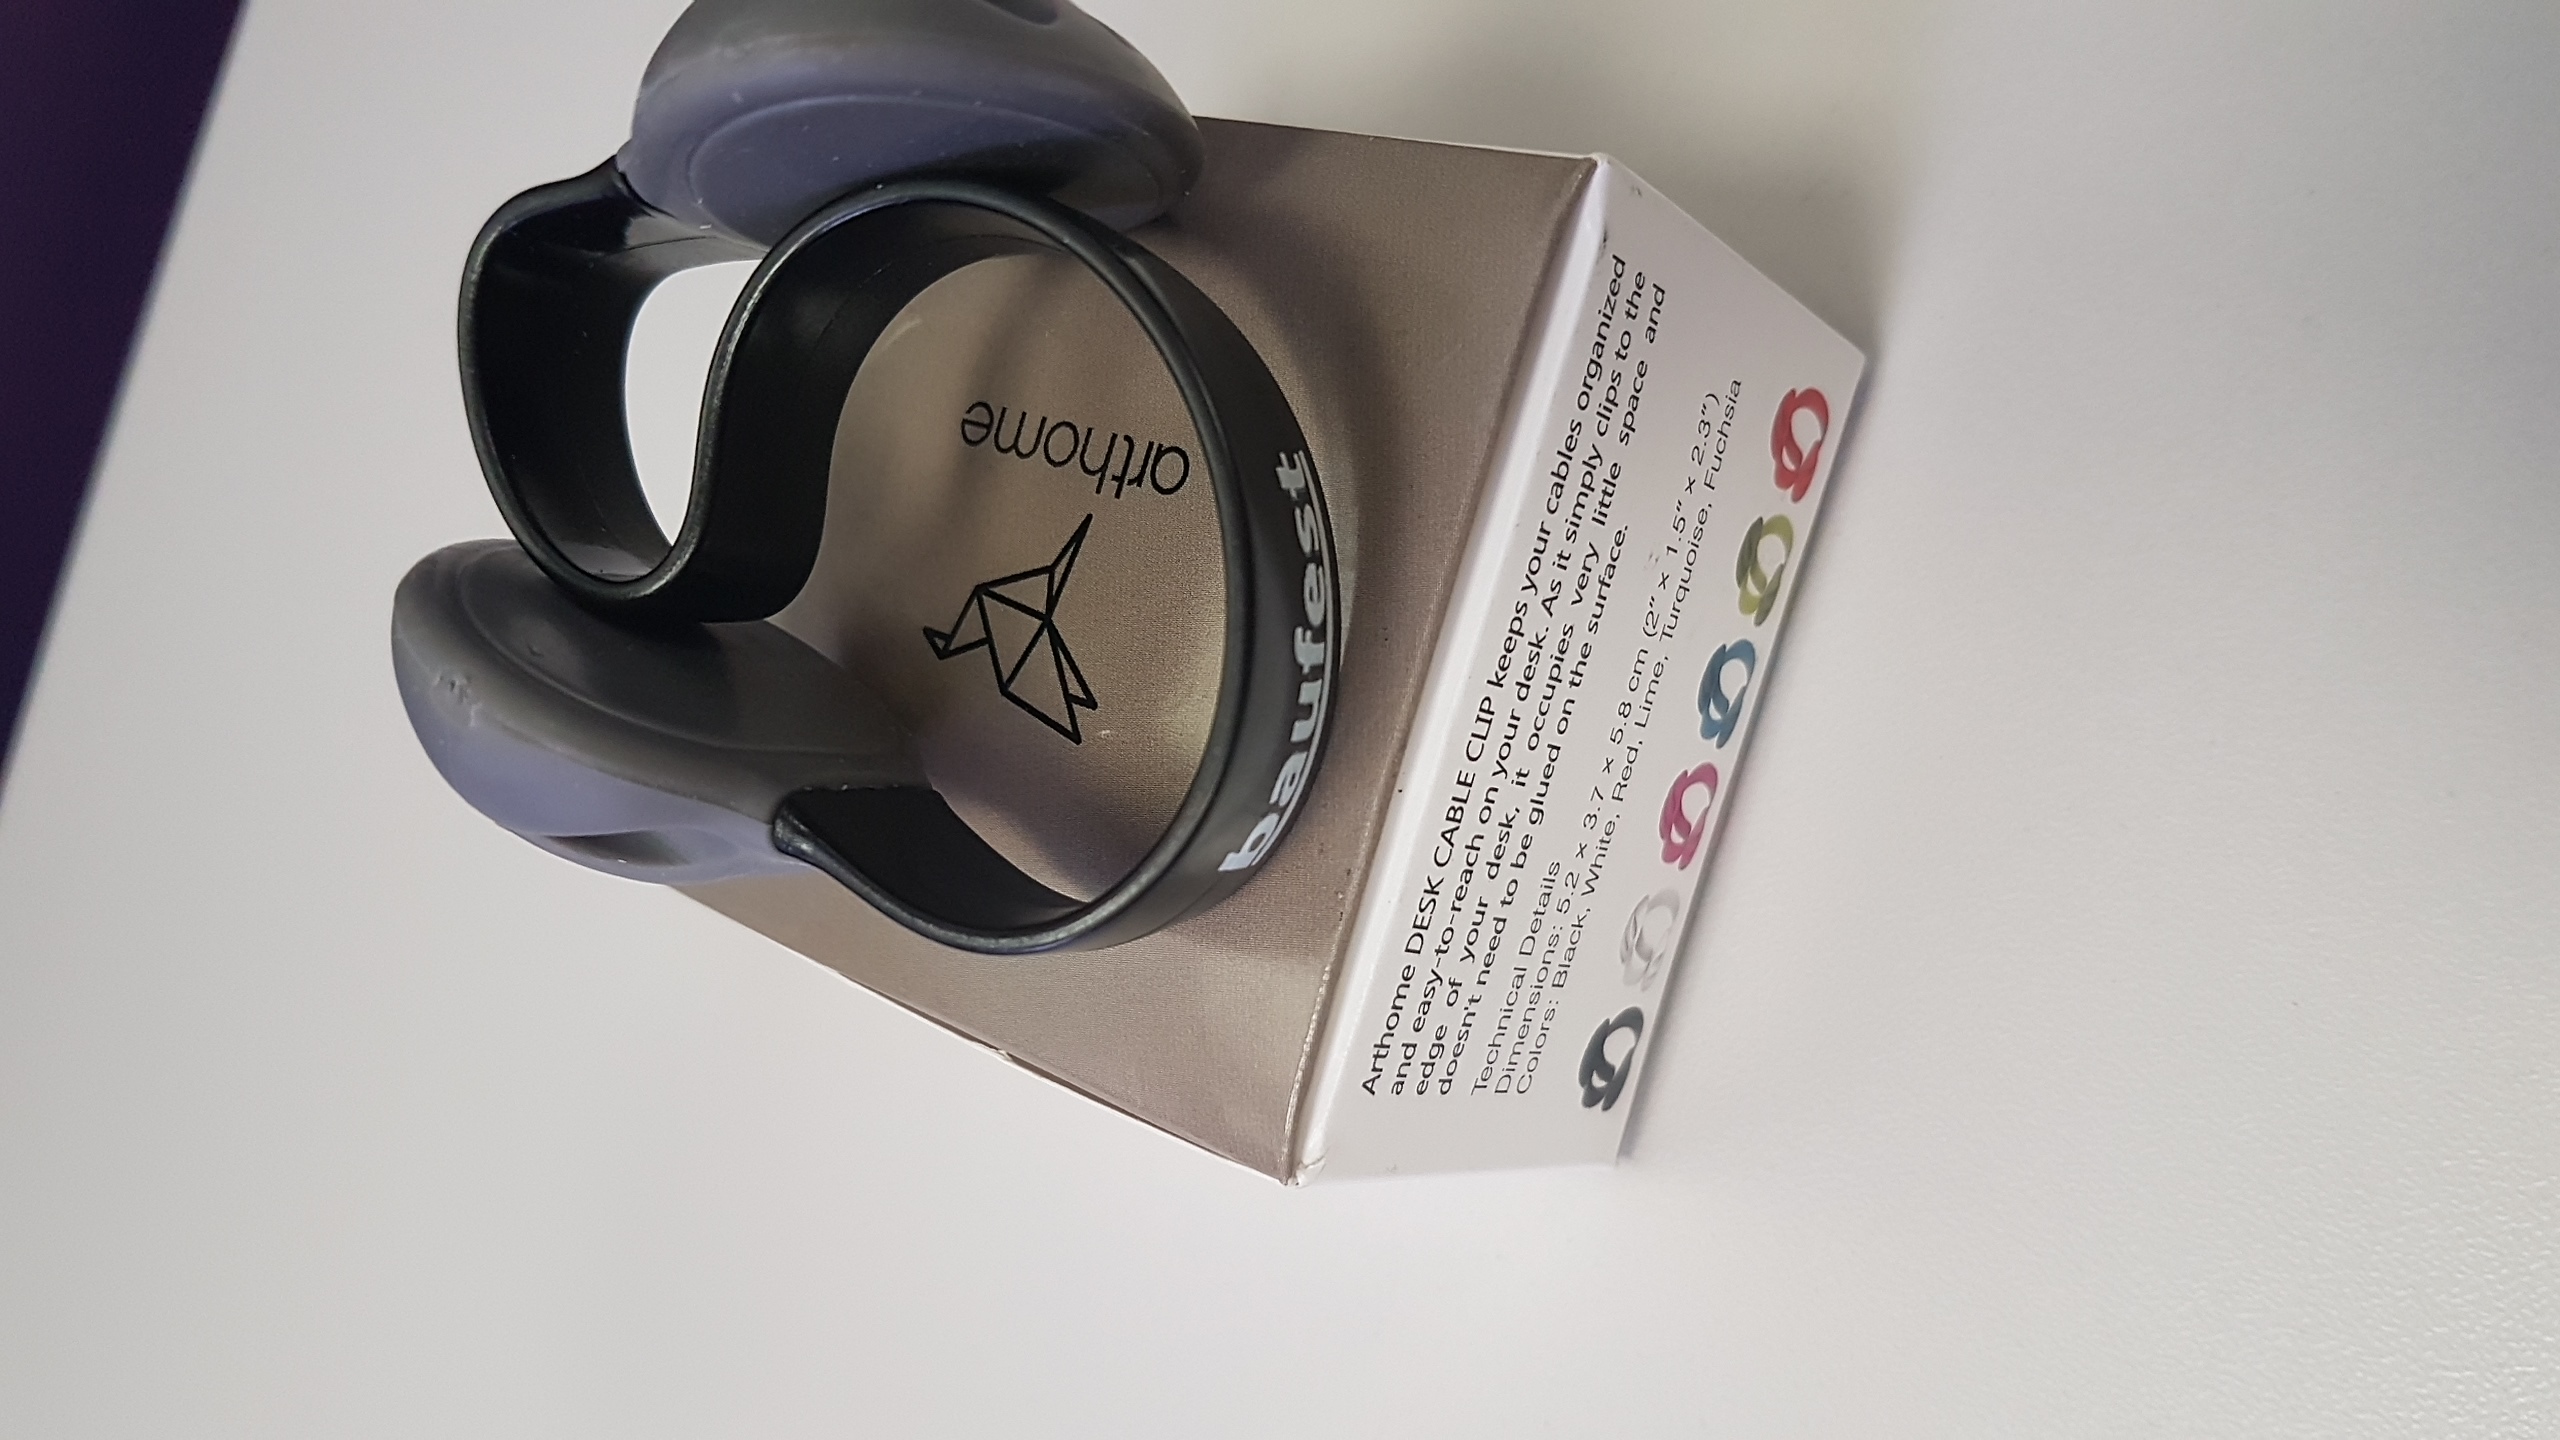 arthome
baufest
Arthome DESK CABLE CLIP keeps your cables organized
and easy-to-reach on your desk. As it simply clips to the
edge of your desk, it occupies very little space and
doesn't need to be glued on the surface.
Technical Details
Dimensions: 5.2 × 3.7 × 5.8 cm (2″ × 1.5″ × 2.3″)
Colors: Black, White, Red, Lime, Turquoise, Fuchsia